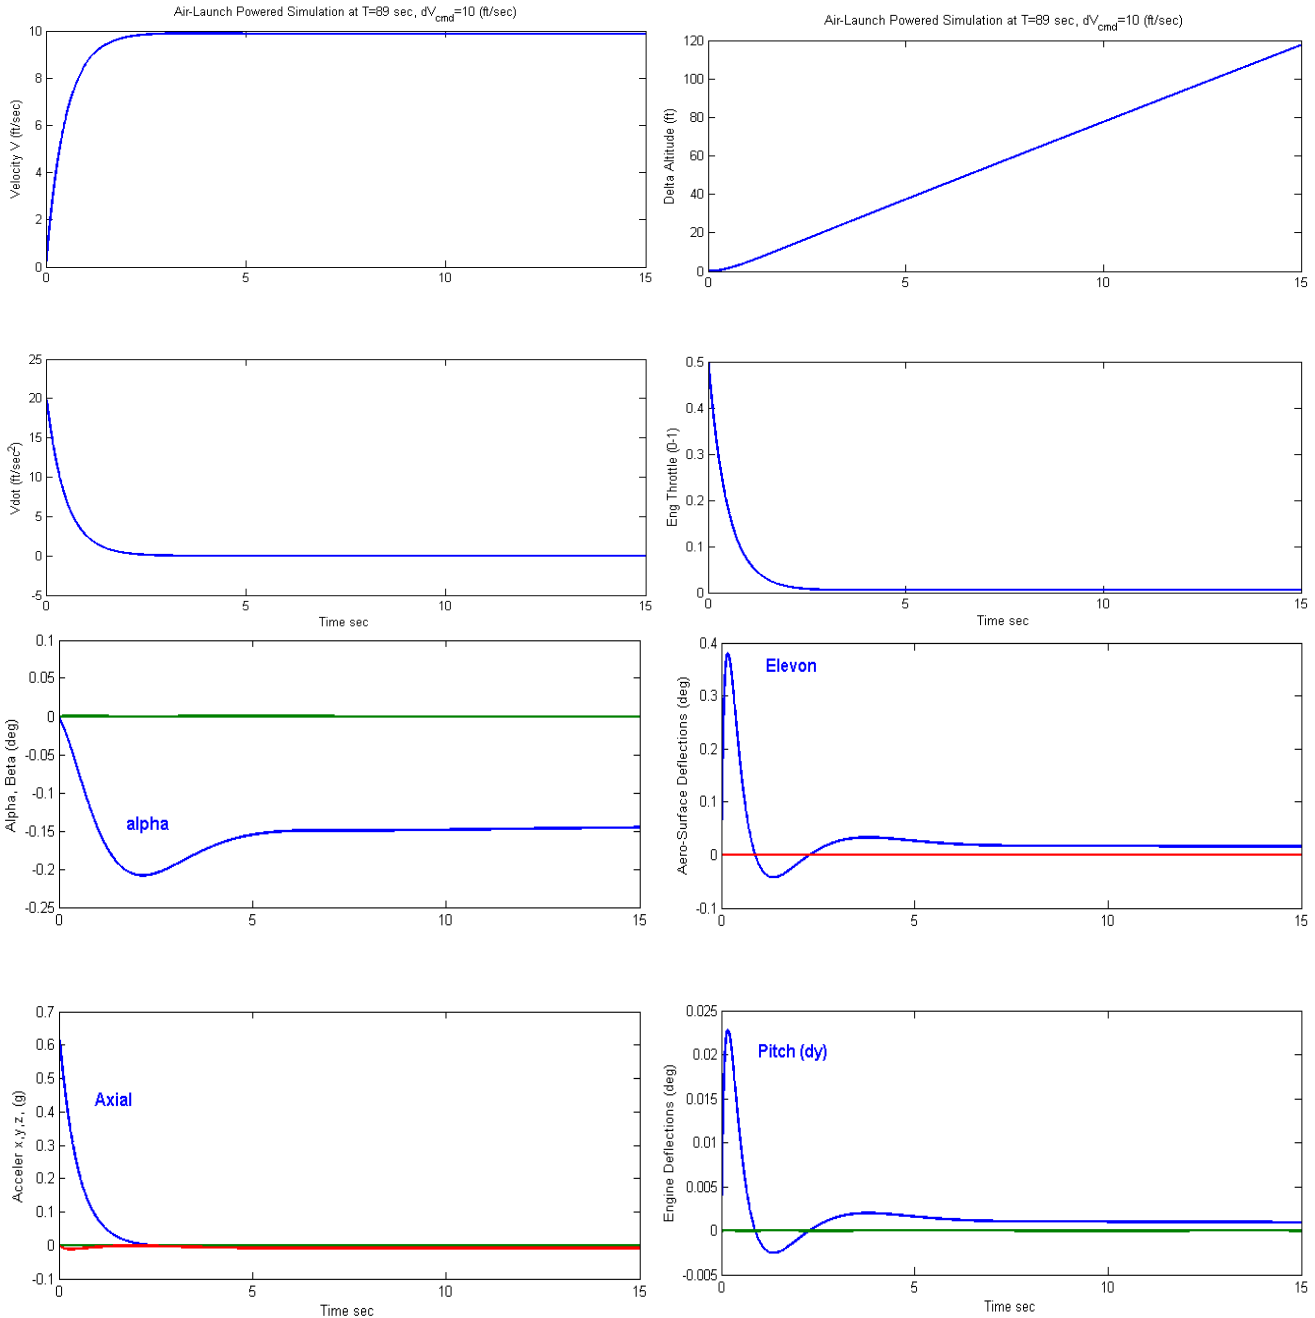 Air-Launch Powered Simulation at T=89 sec, dV_cmd=10 (ft/sec)
10
8
6
4
2
0
Velocity V (ft/sec)
0 5 10 15
Air-Launch Powered Simulation at T=89 sec, dV_cmd=10 (ft/sec)
120
100
80
60
40
20
0
Delta Altitude (ft)
0 5 10 15
25
20
15
10
5
0
-5
Vdot (ft/sec²)
0 5 10 15
Time sec
0.5
0.4
0.3
0.2
0.1
0
Eng Throttle (0-1)
0 5 10 15
Time sec
0.1
0.05
0
-0.05
-0.1
-0.15
-0.2
-0.25
Alpha, Beta (deg)
alpha
0 5 10 15
0.4
0.3
0.2
0.1
0
-0.1
Aero-Surface Deflections (deg)
Elevon
0 5 10 15
0.7
0.6
0.5
0.4
0.3
0.2
0.1
0
-0.1
Acceler x,y,z, (g)
Axial
0 5 10 15
Time sec
0.025
0.02
0.015
0.01
0.005
0
-0.005
Engine Deflections (deg)
Pitch (dy)
0 5 10 15
Time sec